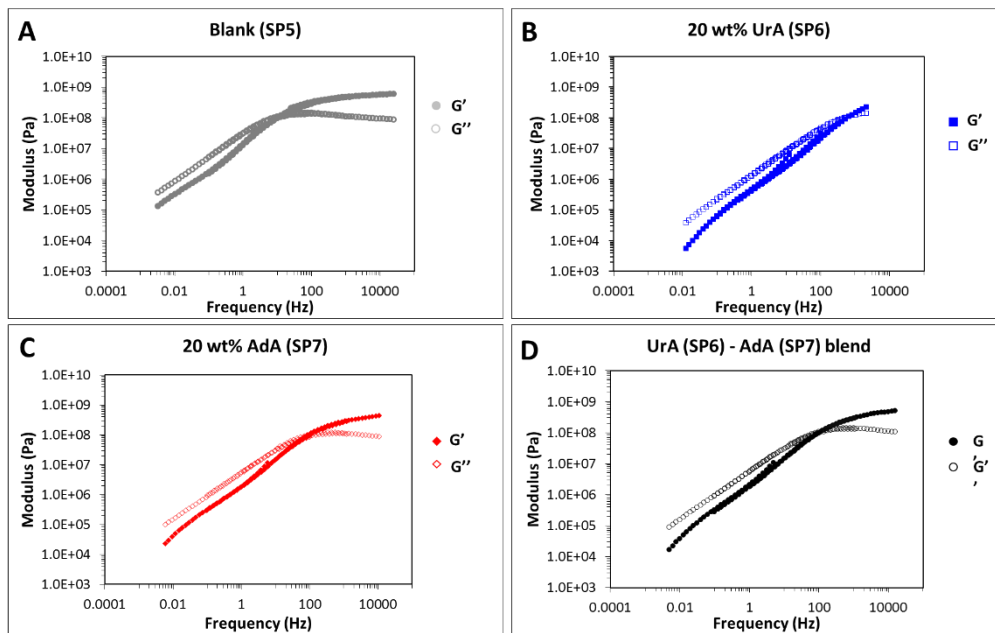 A
Blank (SP5)
Modulus (Pa)
1.0E+10
1.0E+09
1.0E+08
1.0E+07
1.0E+06
1.0E+05
1.0E+04
1.0E+03
0.0001 0.01 1 100 10000
Frequency (Hz)
G’
G’’
B
20 wt% UrA (SP6)
Modulus (Pa)
1.0E+10
1.0E+09
1.0E+08
1.0E+07
1.0E+06
1.0E+05
1.0E+04
1.0E+03
0.0001 0.01 1 100 10000
Frequency (Hz)
G’
G’’
C
20 wt% AdA (SP7)
Modulus (Pa)
1.0E+10
1.0E+09
1.0E+08
1.0E+07
1.0E+06
1.0E+05
1.0E+04
1.0E+03
0.0001 0.01 1 100 10000
Frequency (Hz)
G’
G’’
D
UrA (SP6) - AdA (SP7) blend
Modulus (Pa)
1.0E+10
1.0E+09
1.0E+08
1.0E+07
1.0E+06
1.0E+05
1.0E+04
1.0E+03
0.0001 0.01 1 100 10000
Frequency (Hz)
G
’
G’
’